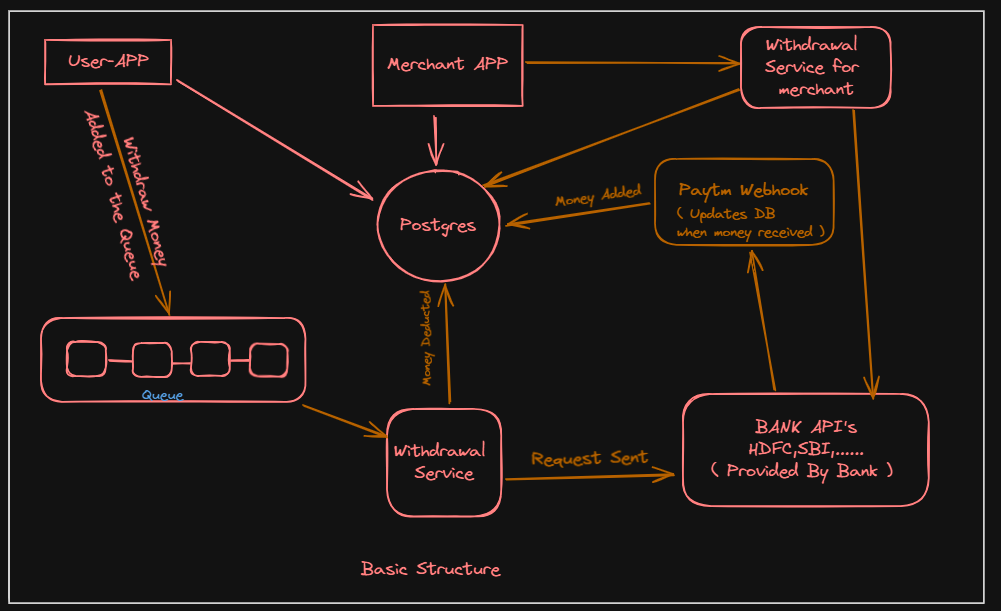 User-APP
Merchant APP
Withdrawal
Service for
merchant
Withdraw Money
Added to the Queue
Postgres
Money Added
Paytm Webhook
( Updates DB
when money received )
Money Deducted
Queue
Withdrawal
Service
Request Sent
BANK API's
HDFC,SBI,......
( Provided By Bank )
Basic Structure